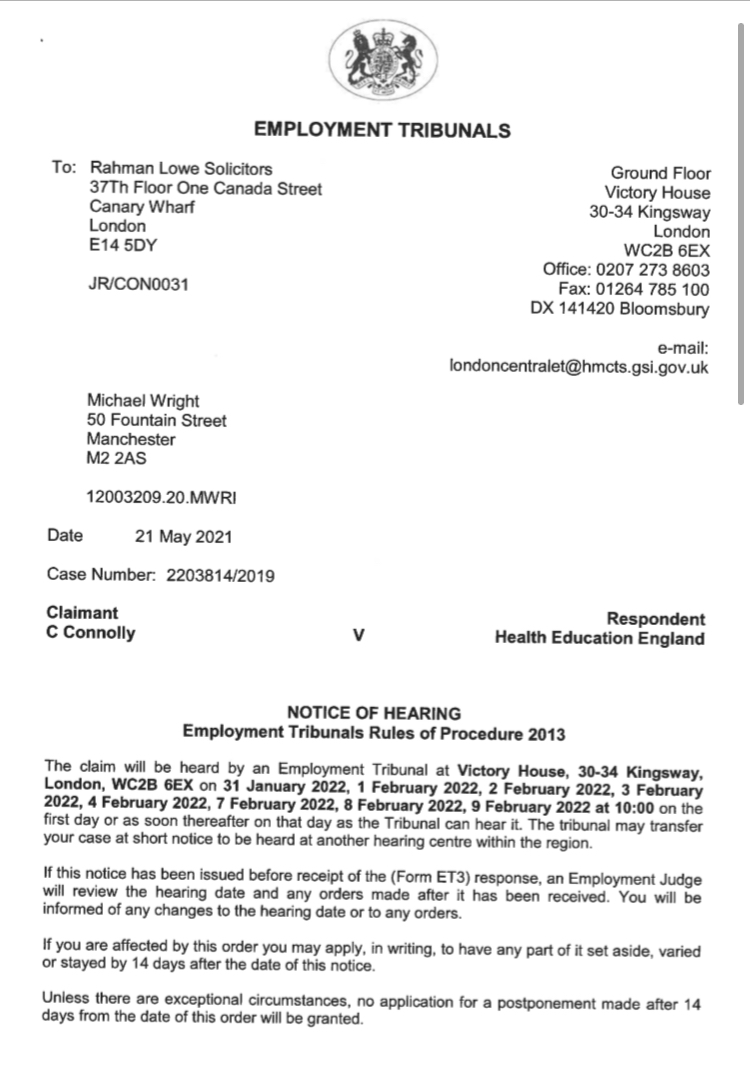 EMPLOYMENT TRIBUNALS
To: Rahman Lowe Solicitors
37Th Floor One Canada Street
Canary Wharf
London
E14 5DY
JR/CON0031
Ground Floor
Victory House
30-34 Kingsway
London
WC2B 6EX
Office: 0207 273 8603
Fax: 01264 785 100
DX 141420 Bloomsbury
e-mail:
londoncentralet@hmcts.gsi.gov.uk
Michael Wright
50 Fountain Street
Manchester
M2 2AS
12003209.20.MWRI
Date 21 May 2021
Case Number: 2203814/2019
Claimant
C Connolly
V
Respondent
Health Education England
NOTICE OF HEARING
Employment Tribunals Rules of Procedure 2013
The claim will be heard by an Employment Tribunal at Victory House, 30-34 Kingsway,
London, WC2B 6EX on 31 January 2022, 1 February 2022, 2 February 2022, 3 February
2022, 4 February 2022, 7 February 2022, 8 February 2022, 9 February 2022 at 10:00 on the
first day or as soon thereafter on that day as the Tribunal can hear it. The tribunal may transfer
your case at short notice to be heard at another hearing centre within the region.
If this notice has been issued before receipt of the (Form ET3) response, an Employment Judge
will review the hearing date and any orders made after it has been received. You will be
informed of any changes to the hearing date or to any orders.
If you are affected by this order you may apply, in writing, to have any part of it set aside, varied
or stayed by 14 days after the date of this notice.
Unless there are exceptional circumstances, no application for a postponement made after 14
days from the date of this order will be granted.